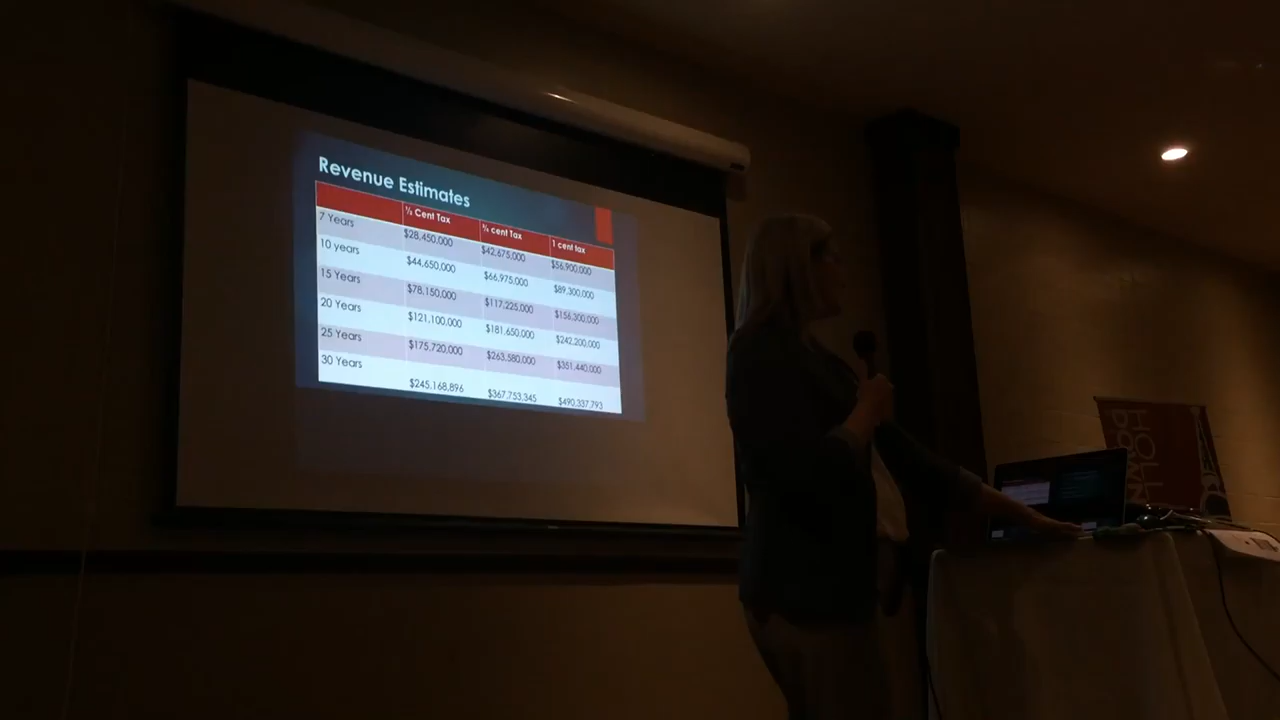 Revenue Estimates
½ Cent Tax ¾ cent Tax 1 cent tax
7 Years $28,450,000 $42,675,000 $56,900,000
10 years $44,650,000 $66,975,000 $89,300,000
15 Years $78,150,000 $117,225,000 $156,300,000
20 Years $121,100,000 $181,650,000 $242,200,000
25 Years $175,720,000 $263,580,000 $351,440,000
30 Years $245,168,896 $367,753,345 $490,337,793